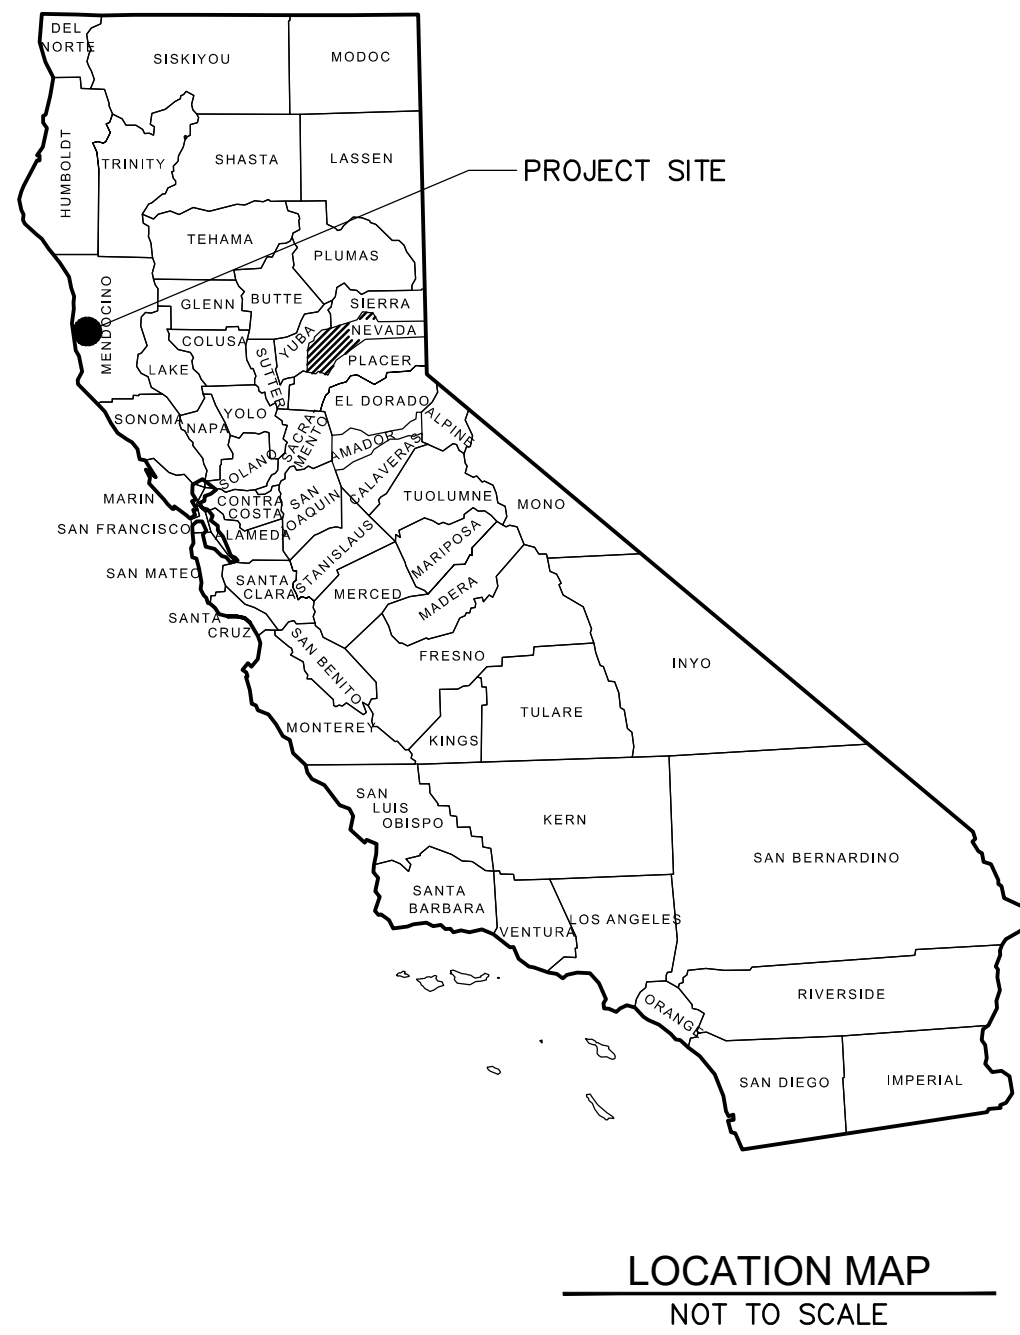 DEL
NORTE
SISKIYOU
MODOC
HUMBOLDT
TRINITY
SHASTA
LASSEN
PROJECT SITE
TEHAMA
PLUMAS
MENDOCINO
GLENN
BUTTE
SIERRA
NEVADA
YUBA
COLUSA
SUTTER
PLACER
LAKE
EL DORADO
SONOMA
NAPA
YOLO
SACRA
MENTO
ALPINE
AMADOR
SOLANO
CALAVERAS
MARIN
CONTRA
COSTA
SAN
JOAQUIN
TUOLUMNE
MONO
SAN FRANCISCO
ALAMEDA
STANISLAUS
MARIPOSA
SAN MATEO
SANTA
CLARA
MERCED
MADERA
SANTA
CRUZ
SAN BENITO
FRESNO
INYO
MONTEREY
KINGS
TULARE
SAN
LUIS
OBISPO
KERN
SAN BERNARDINO
SANTA
BARBARA
VENTURA
LOS ANGELES
ORANGE
RIVERSIDE
SAN DIEGO
IMPERIAL
LOCATION MAP
NOT TO SCALE